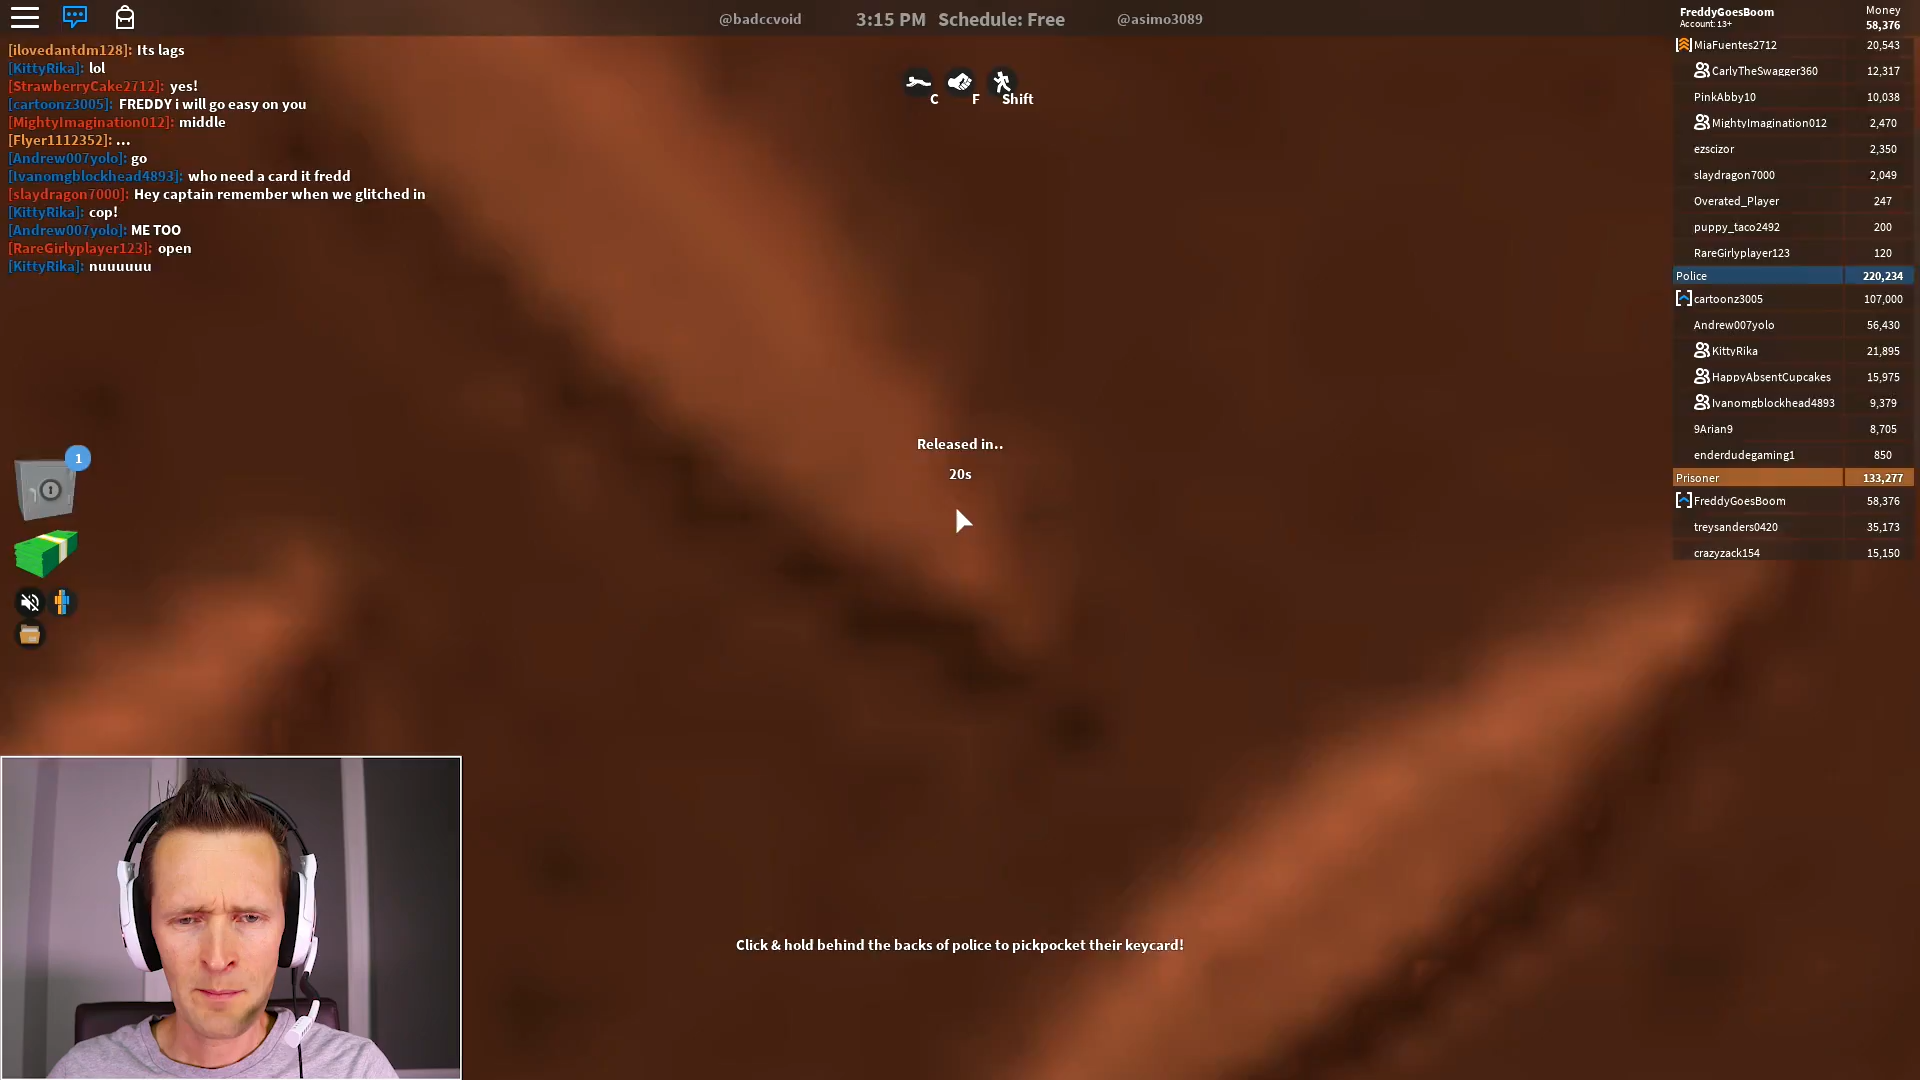 @badccvoid 3:15 PM Schedule: Free @asimo3089
FreddyGoesBoom Money
Account: 13+ 58,376
[ilovedantdm128]: Its lags
[KittyRika]: lol
[StrawberryCake2712]: yes!
[cartoonz3005]: FREDDY i will go easy on you
[MightyImagination012]: middle
[Flyer1112352]: ...
[Andrew007yolo]: go
[Ivanomgblockhead4893]: who need a card it fredd
[slaydragon7000]: Hey captain remember when we glitched in
[KittyRika]: cop!
[Andrew007yolo]: ME TOO
[RareGirlyplayer123]: open
[KittyRika]: nuuuuuu
C F Shift
MiaFuentes2712 20,543
CarlyTheSwagger360 12,317
PinkAbby10 10,038
MightyImagination012 2,470
ezscizor 2,350
slaydragon7000 2,049
Overated_Player 247
puppy_taco2492 200
RareGirlyplayer123 120
Police 220,234
cartoonz3005 107,000
Andrew007yolo 56,430
KittyRika 21,895
HappyAbsentCupcakes 15,975
Ivanomgblockhead4893 9,379
9Arian9 8,705
enderdudegaming1 850
Prisoner 133,277
FreddyGoesBoom 58,376
treysanders0420 35,173
crazyzack154 15,150
Released in..
20s
1
Click & hold behind the backs of police to pickpocket their keycard!